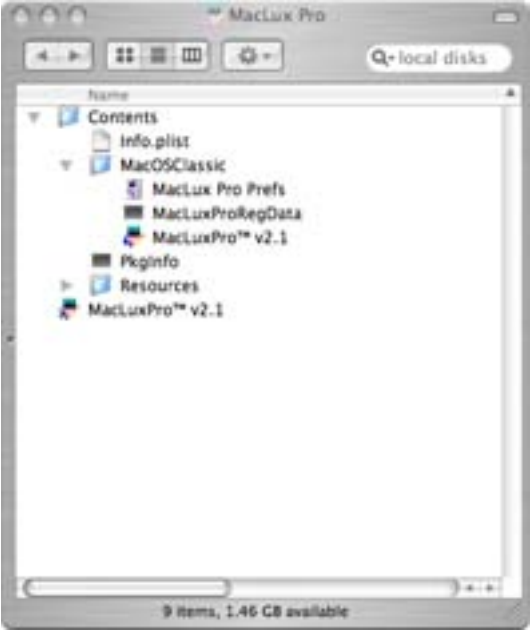 MacLux Pro
local disks
Name
Contents
Info.plist
MacOSClassic
MacLux Pro Prefs
MacLuxProRegData
MacLuxPro™ v2.1
PkgInfo
Resources
MacLuxPro™ v2.1
9 items, 1.46 GB available